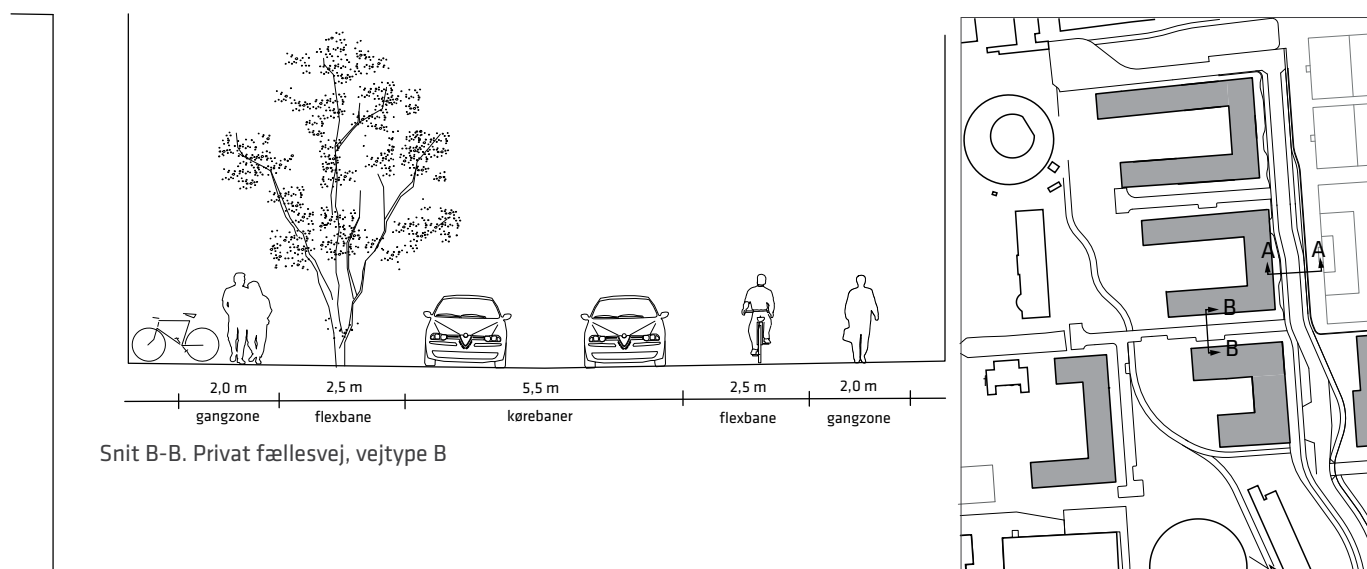 2,0 m 2,5 m 5,5 m 2,5 m 2,0 m
gangzone flexbane kørebaner flexbane gangzone
Snit B-B. Privat fællesvej, vejtype B
A A
B
B